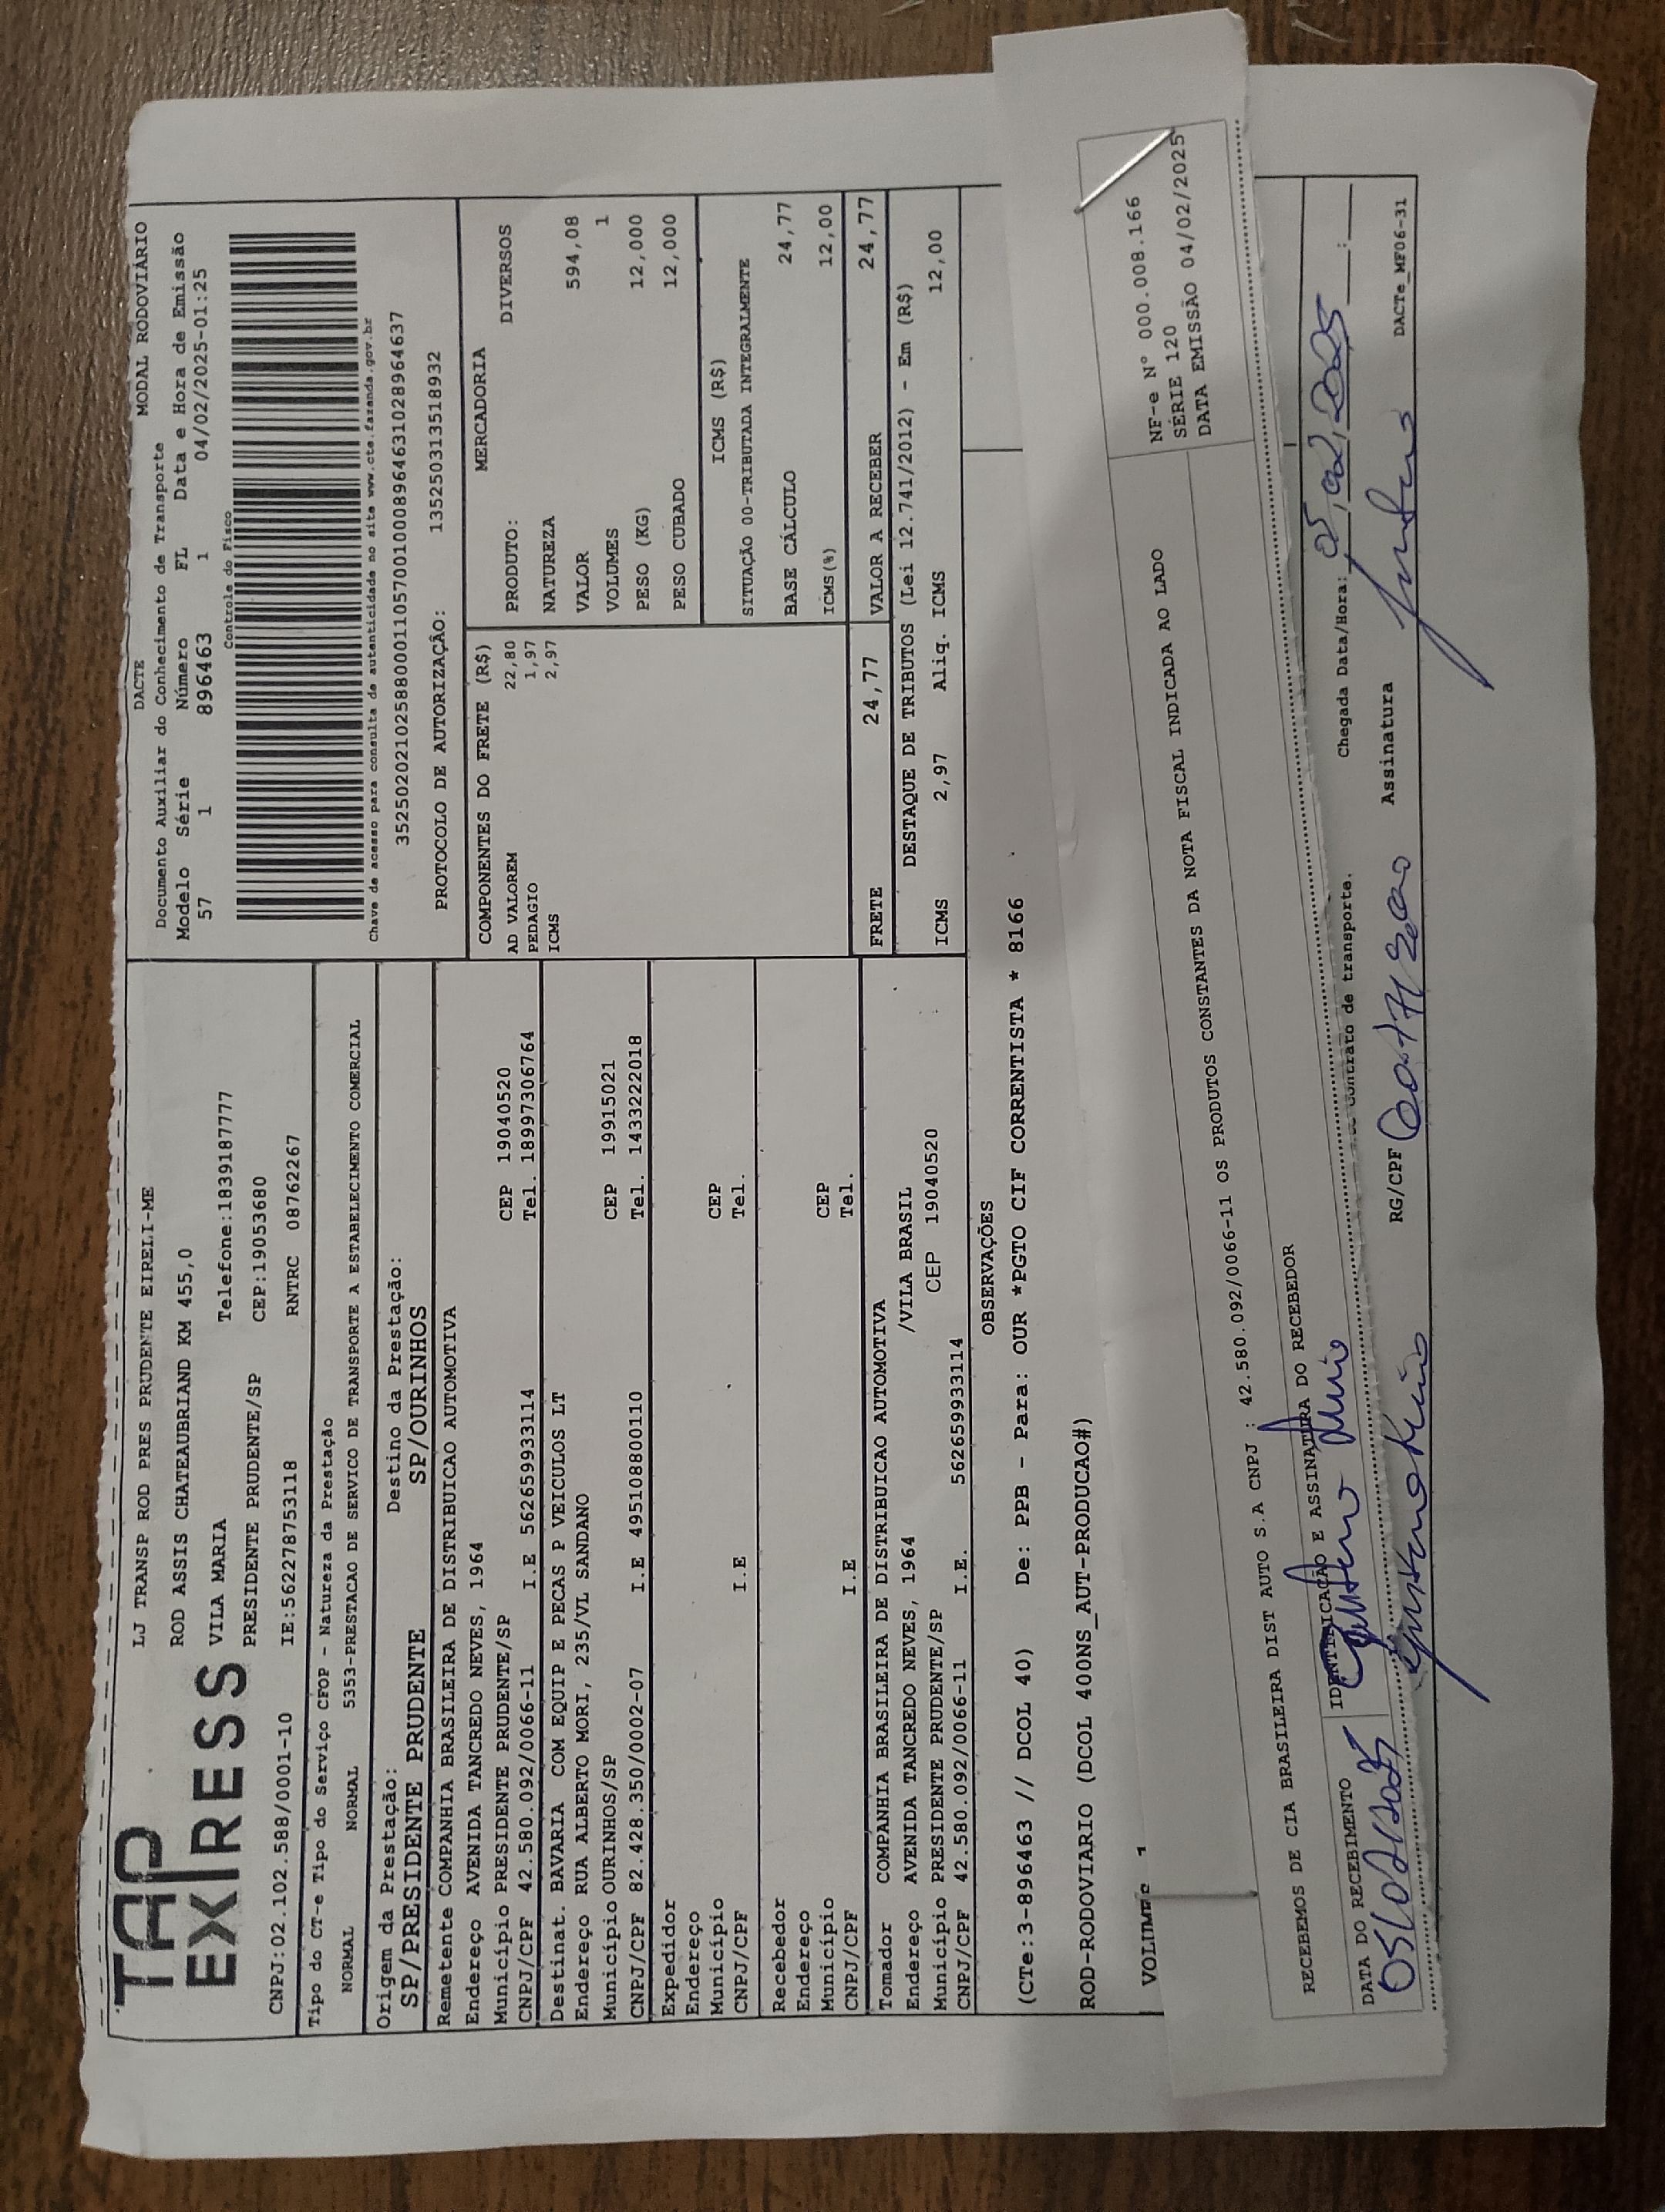 TAP
EXPRESS
LJ TRANSP ROD PRES PRUDENTE EIRELI-ME
ROD ASSIS CHATEAUBRIAND KM 455,0
VILA MARIA Telefone:1839187777
PRESIDENTE PRUDENTE/SP CEP:19053680
CNPJ:02.102.588/0001-10 IE:562278753118 RNTRC 08762267
DACTE MODAL RODOVIÁRIO
Documento Auxiliar do Conhecimento de Transporte
Modelo Série Número FL Data e Hora de Emissão
57 1 896463 1 04/02/2025-01:25
Controle do Fisco
Chave de acesso para consulta de autenticidade no site www.cte.fazenda.gov.br
35250202102588000110570010008964631028964637
PROTOCOLO DE AUTORIZAÇÃO: 135250313518932
Tipo do CT-e Tipo do Serviço CFOP - Natureza da Prestação
NORMAL NORMAL 5353-PRESTACAO DE SERVICO DE TRANSPORTE A ESTABELECIMENTO COMERCIAL
Origem da Prestação: Destino da Prestação:
SP/PRESIDENTE PRUDENTE SP/OURINHOS
Remetente COMPANHIA BRASILEIRA DE DISTRIBUICAO AUTOMOTIVA
Endereço AVENIDA TANCREDO NEVES, 1964
Município PRESIDENTE PRUDENTE/SP CEP 19040520
CNPJ/CPF 42.580.092/0066-11 I.E 562659933114 Tel. 18997306764
Destinat. BAVARIA COM EQUIP E PECAS P VEICULOS LT
Endereço RUA ALBERTO MORI, 235/VL SANDANO
Município OURINHOS/SP CEP 19915021
CNPJ/CPF 82.428.350/0002-07 I.E 495108800110 Tel. 1433222018
Expedidor
Endereço
Município CEP
CNPJ/CPF I.E Tel.
Recebedor
Endereço
Município CEP
CNPJ/CPF I.E Tel.
Tomador COMPANHIA BRASILEIRA DE DISTRIBUICAO AUTOMOTIVA
Endereço AVENIDA TANCREDO NEVES, 1964 /VILA BRASIL
Município PRESIDENTE PRUDENTE/SP CEP 19040520
CNPJ/CPF 42.580.092/0066-11 I.E. 562659933114
COMPONENTES DO FRETE (R$)
AD VALOREM 22,80
PEDAGIO 1,97
ICMS 2,97
MERCADORIA
PRODUTO: DIVERSOS
NATUREZA
VALOR 594,08
VOLUMES 1
PESO (KG) 12,000
PESO CUBADO 12,000
ICMS (R$)
SITUAÇÃO 00-TRIBUTADA INTEGRALMENTE
BASE CÁLCULO 24,77
ICMS(%) 12,00
FRETE 24,77 VALOR A RECEBER 24,77
DESTAQUE DE TRIBUTOS (Lei 12.741/2012) - Em (R$)
ICMS 2,97 Aliq. ICMS 12,00
OBSERVAÇÕES
(CTe:3-896463 // DCOL 40) De: PPB - Para: OUR *PGTO CIF CORRENTISTA * 8166
ROD-RODOVIARIO (DCOL 400NS_AUT-PRODUCAO#)
VOLUME 1
NF-e N° 000.008.166
SÉRIE 120
DATA EMISSÃO 04/02/2025
RECEBEMOS DE CIA BRASILEIRA DIST AUTO S.A CNPJ : 42.580.092/0066-11 OS PRODUTOS CONSTANTES DA NOTA FISCAL INDICADA AO LADO
DATA DO RECEBIMENTO IDENTIFICAÇÃO E ASSINATURA DO RECEBEDOR
05/02/2025
contrato de transporte. Chegada Data/Hora: 05/02/2025 :
RG/CPF Assinatura
DACTe_MF06-31